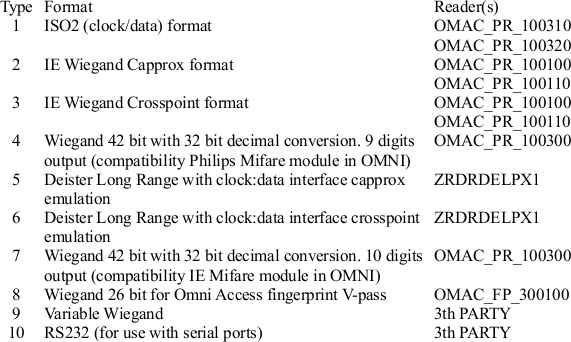 Type Format Reader(s)
1 ISO2 (clock/data) format OMAC_PR_100310
OMAC_PR_100320
2 IE Wiegand Capprox format OMAC_PR_100100
OMAC_PR_100110
3 IE Wiegand Crosspoint format OMAC_PR_100100
OMAC_PR_100110
4 Wiegand 42 bit with 32 bit decimal conversion. 9 digits OMAC_PR_100300
output (compatibility Philips Mifare module in OMNI)
5 Deister Long Range with clock:data interface capprox ZRDRDELPX1
emulation
6 Deister Long Range with clock:data interface crosspoint ZRDRDELPX1
emulation
7 Wiegand 42 bit with 32 bit decimal conversion. 10 digits OMAC_PR_100300
output (compatibility IE Mifare module in OMNI)
8 Wiegand 26 bit for Omni Access fingerprint V-pass OMAC_FP_300100
9 Variable Wiegand 3th PARTY
10 RS232 (for use with serial ports) 3th PARTY